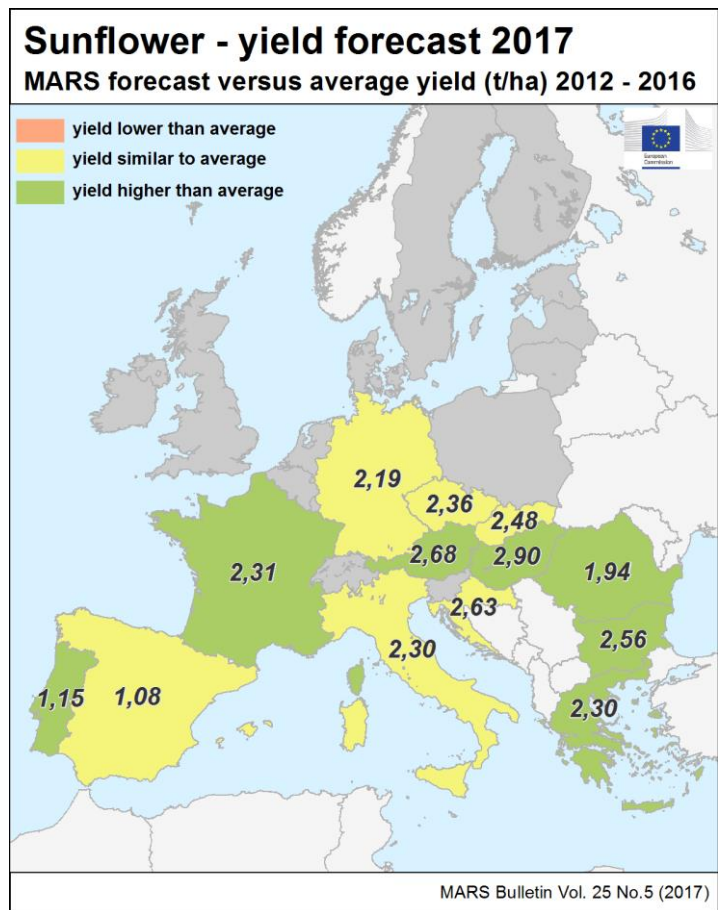 Sunflower - yield forecast 2017
MARS forecast versus average yield (t/ha) 2012 - 2016
yield lower than average
yield similar to average
yield higher than average
European
Commission
2,19
2,36
2,48
2,68
2,90
2,31
1,94
2,63
2,56
2,30
2,30
1,15
1,08
MARS Bulletin Vol. 25 No.5 (2017)